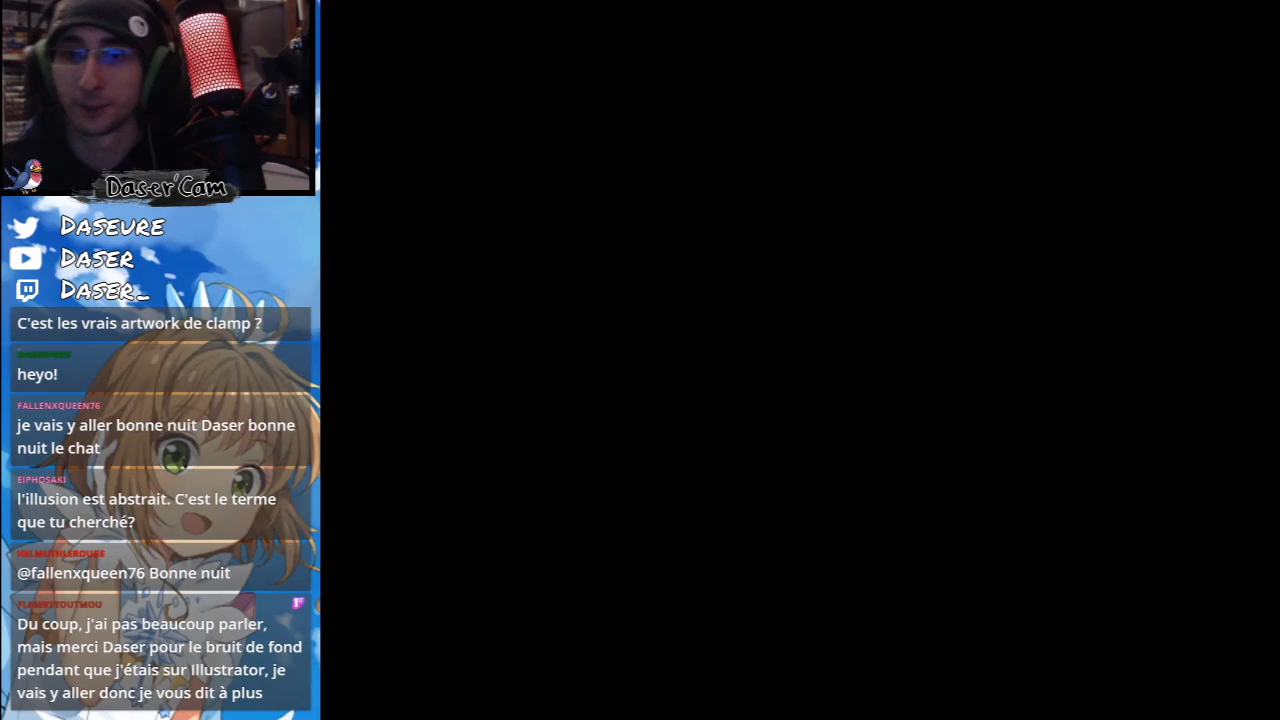 Daser'Cam
Daseure
Daser
Daser_
C'est les vrais artwork de clamp ?
heyo!
FALLENXQUEEN76
je vais y aller bonne nuit Daser bonne
nuit le chat
EIPHOSAKI
l'illusion est abstrait. C'est le terme
que tu cherché?
HELMUTHLEROUGE
@fallenxqueen76 Bonne nuit
Du coup, j'ai pas beaucoup parler,
mais merci Daser pour le bruit de fond
pendant que j'étais sur Illustrator, je
vais y aller donc je vous dit à plus